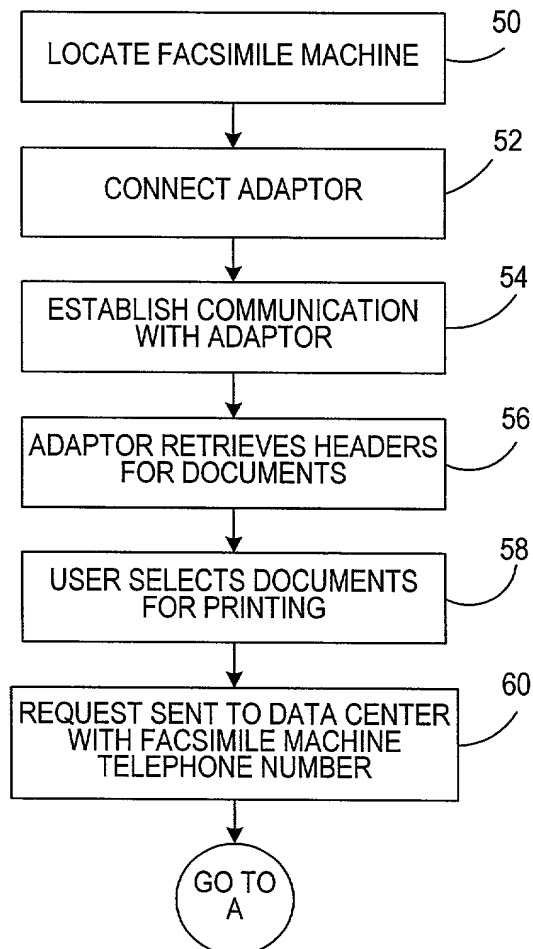 50
LOCATE FACSIMILE MACHINE
52
CONNECT ADAPTOR
54
ESTABLISH COMMUNICATION
WITH ADAPTOR
56
ADAPTOR RETRIEVES HEADERS
FOR DOCUMENTS
58
USER SELECTS DOCUMENTS
FOR PRINTING
60
REQUEST SENT TO DATA CENTER
WITH FACSIMILE MACHINE
TELEPHONE NUMBER
GO TO
A